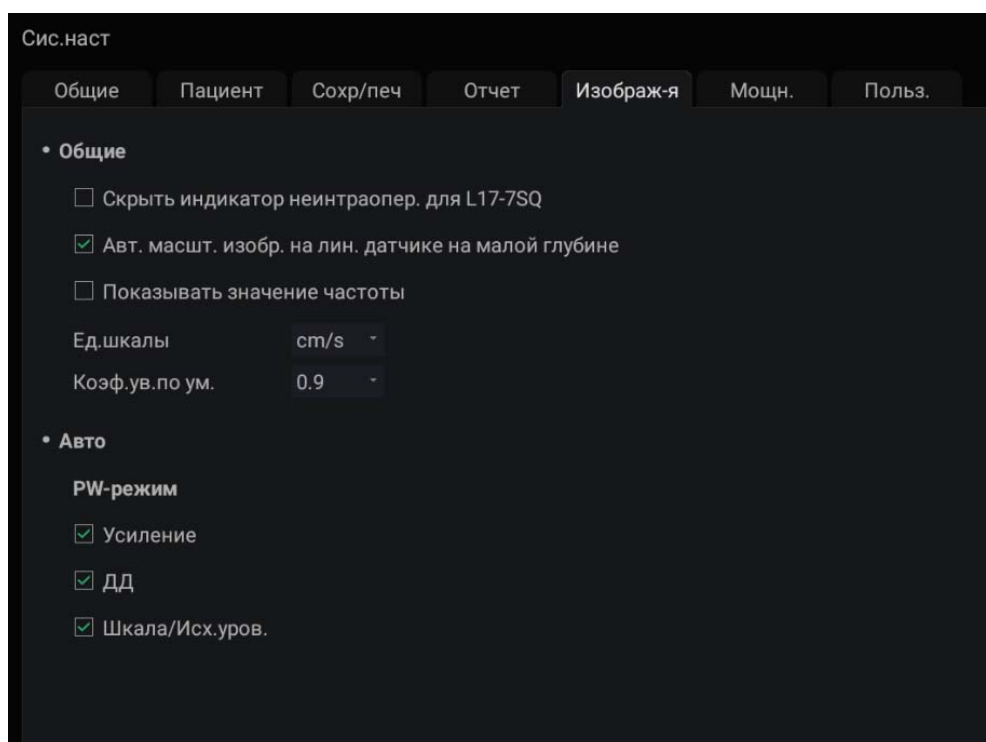 Сис.наст
Общие Пациент Сохр/печ Отчет Изображ-я Мощн. Польз.
• Общие
Скрыть индикатор неинтраопер. для L17-7SQ
Авт. масшт. изобр. на лин. датчике на малой глубине
Показывать значение частоты
Ед.шкалы cm/s
Коэф.ув.по ум. 0.9
• Авто
PW-режим
Усиление
ДД
Шкала/Исх.уров.